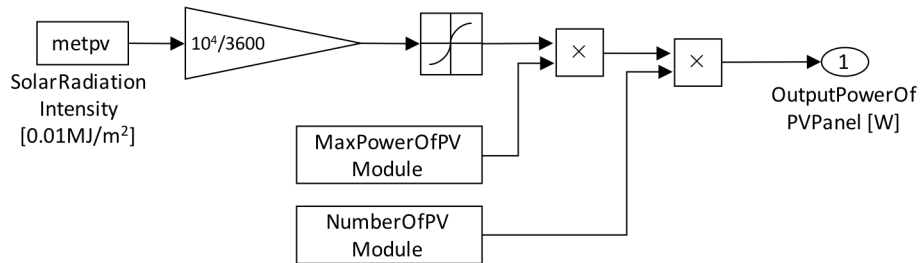 metpv
SolarRadiation
Intensity
[0.01MJ/m²]
10⁴/3600
×
×
1
OutputPowerOf
PVPanel [W]
MaxPowerOfPV
Module
NumberOfPV
Module